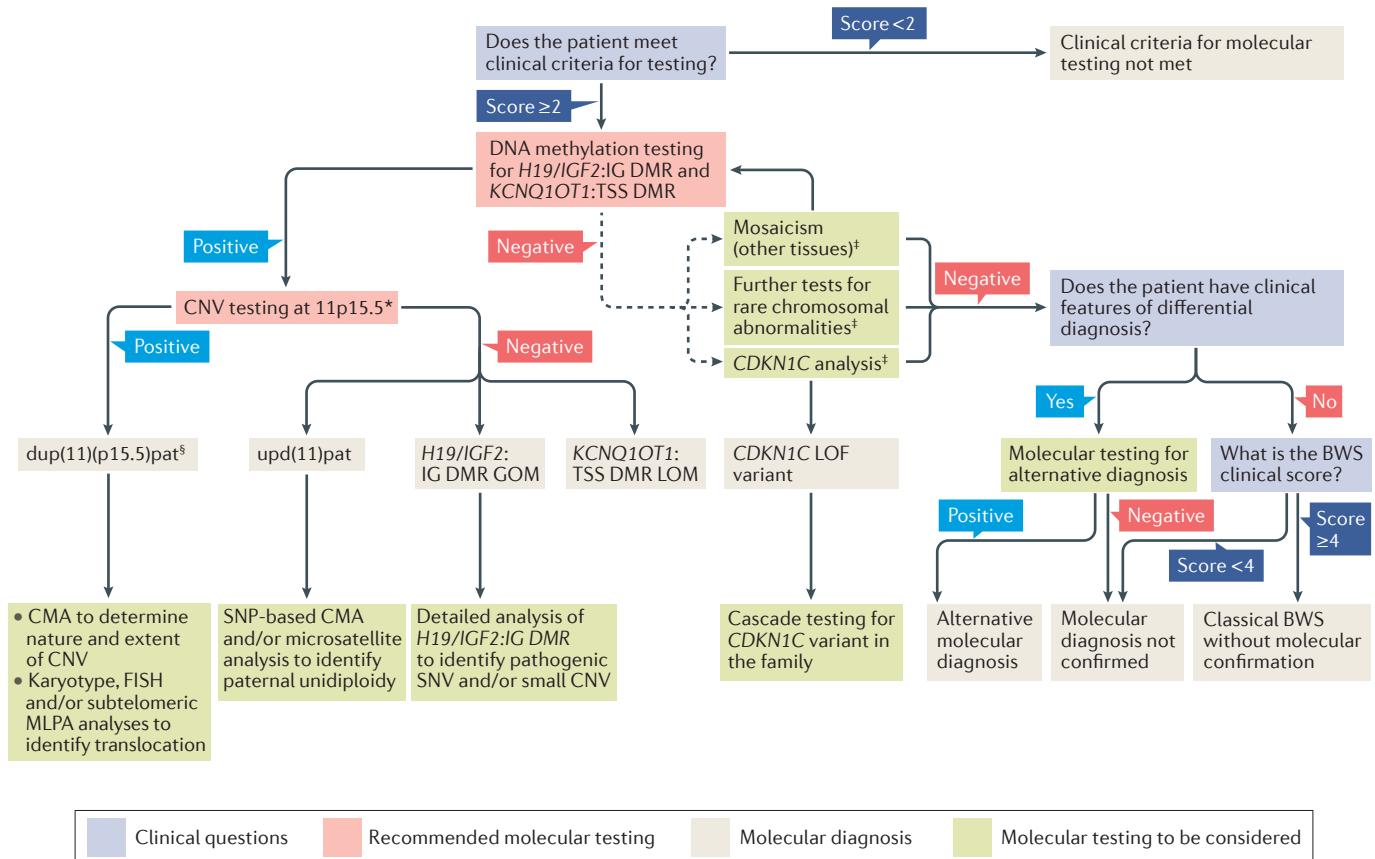 Does the patient meet
clinical criteria for testing?
Score <2
Clinical criteria for molecular
testing not met
Score ≥2
DNA methylation testing
for H19/IGF2:IG DMR and
KCNQ1OT1:TSS DMR
Positive
Negative
Mosaicism
(other tissues)‡
Further tests for
rare chromosomal
abnormalities‡
CDKN1C analysis‡
Negative
Does the patient have clinical
features of differential
diagnosis?
CNV testing at 11p15.5*
Positive
Negative
Yes
No
dup(11)(p15.5)pat§
upd(11)pat
H19/IGF2:
IG DMR GOM
KCNQ1OT1:
TSS DMR LOM
CDKN1C LOF
variant
Molecular testing for
alternative diagnosis
What is the BWS
clinical score?
Positive
Negative
Score <4
Score
≥4
• CMA to determine
nature and extent
of CNV
• Karyotype, FISH
and/or subtelomeric
MLPA analyses to
identify translocation
SNP-based CMA
and/or microsatellite
analysis to identify
paternal unidiploidy
Detailed analysis of
H19/IGF2:IG DMR
to identify pathogenic
SNV and/or small CNV
Cascade testing for
CDKN1C variant in
the family
Alternative
molecular
diagnosis
Molecular
diagnosis not
confirmed
Classical BWS
without molecular
confirmation
Clinical questions
Recommended molecular testing
Molecular diagnosis
Molecular testing to be considered